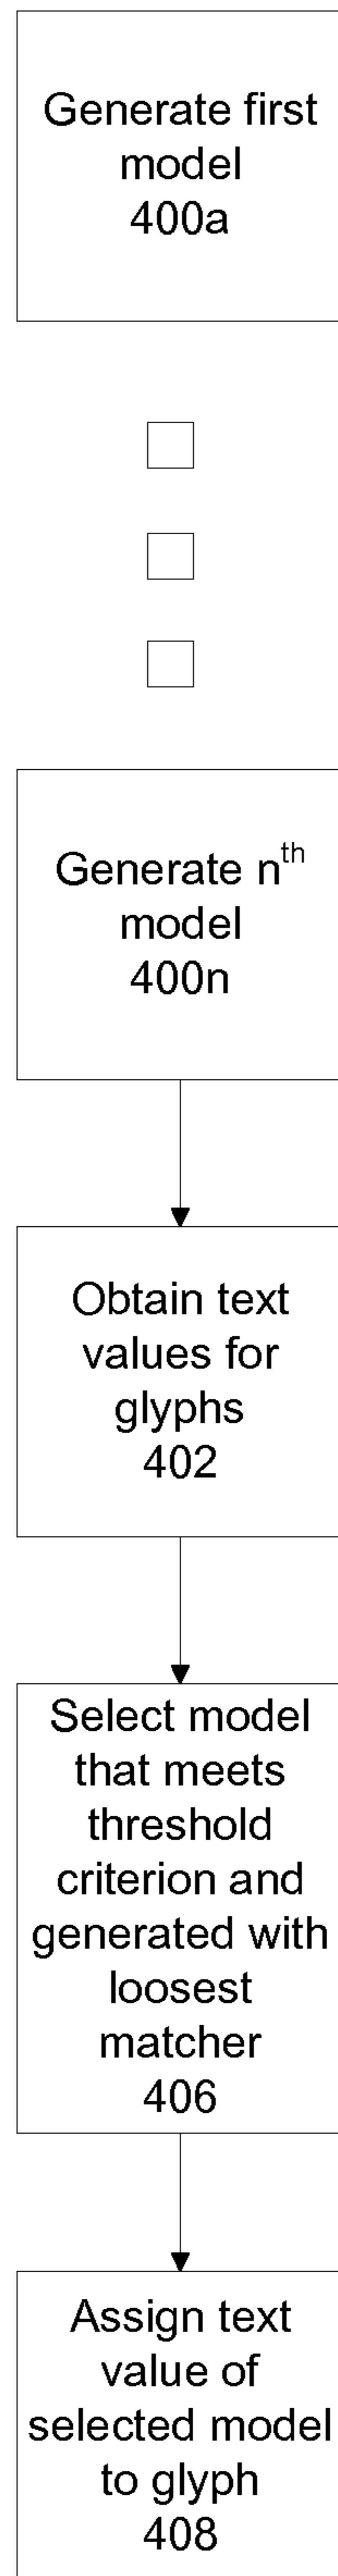 Generate first
model
400a
Generate nth
model
400n
Obtain text
values for
glyphs
402
Select model
that meets
threshold
criterion and
generated with
loosest
matcher
406
Assign text
value of
selected model
to glyph
408